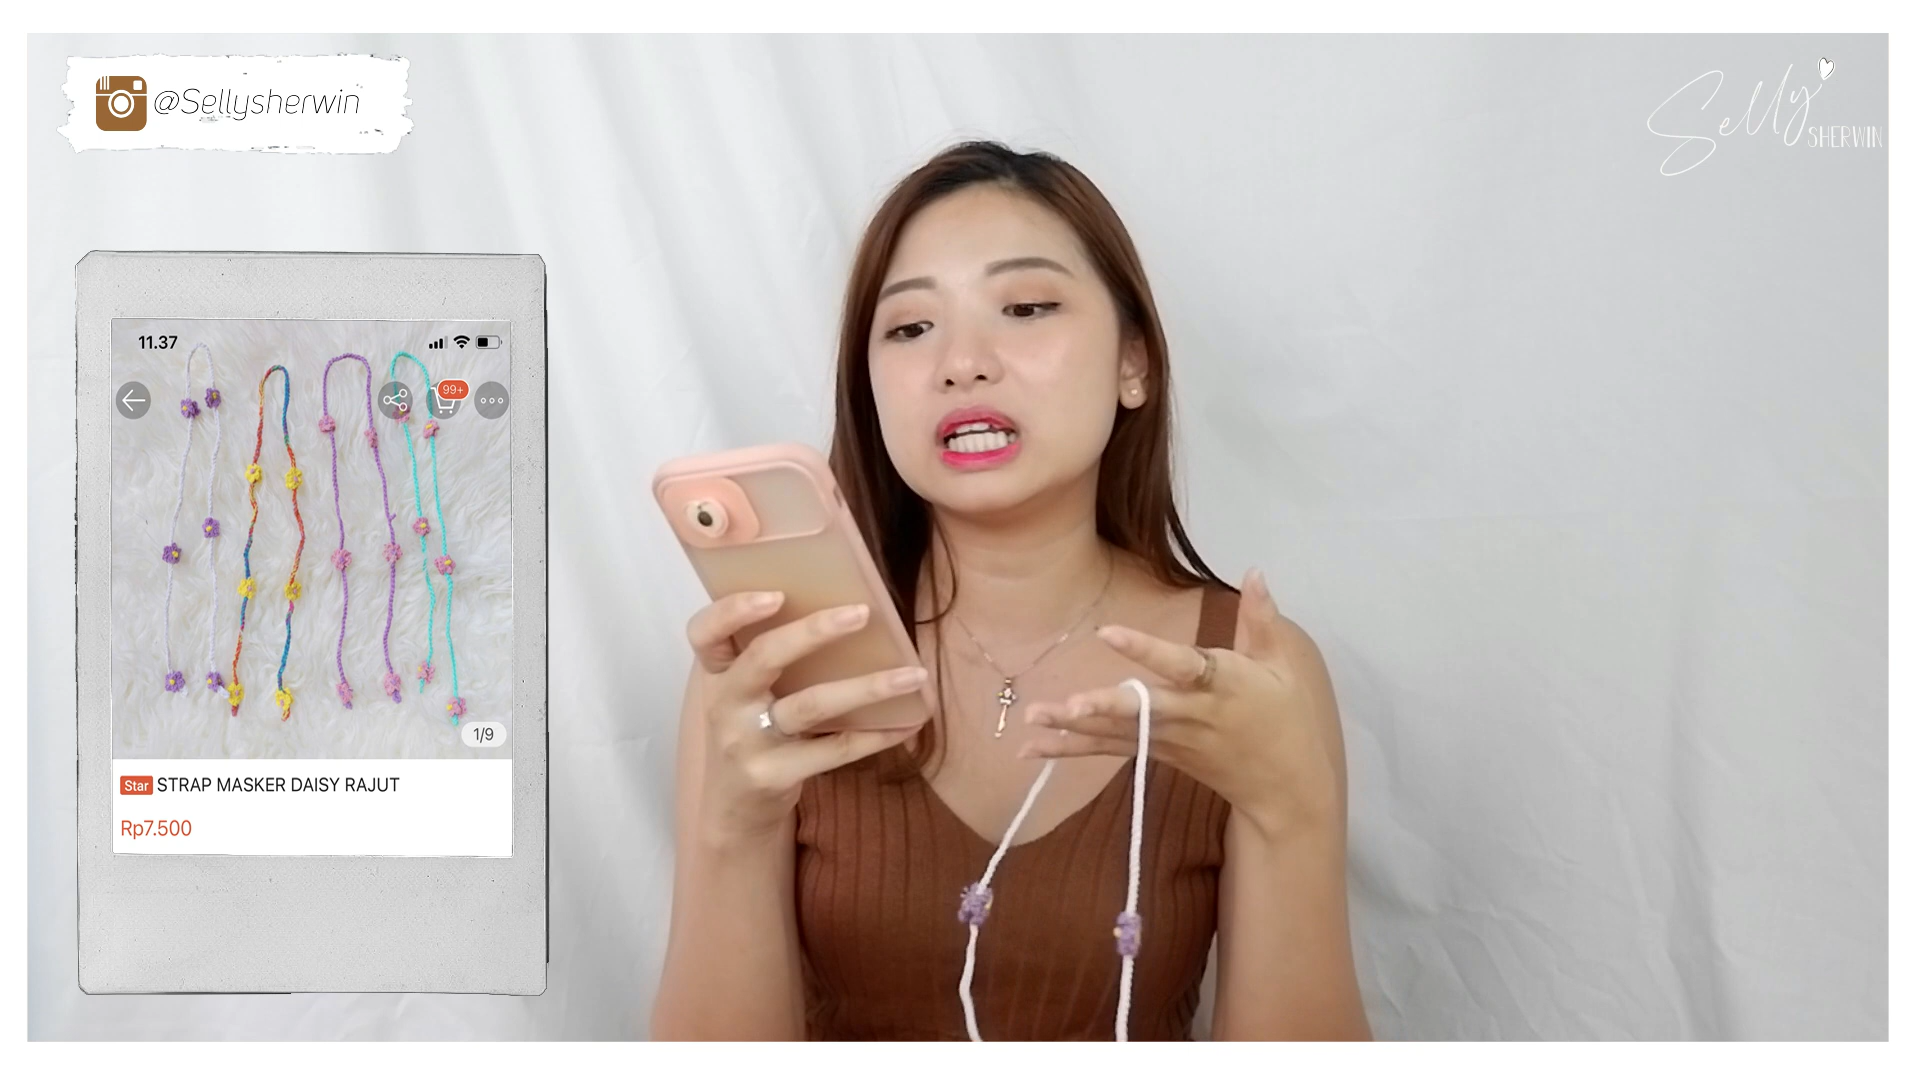 @Sellysherwin
Selly
SHERWIN
11.37
99+
1/9
Star STRAP MASKER DAISY RAJUT
Rp7.500